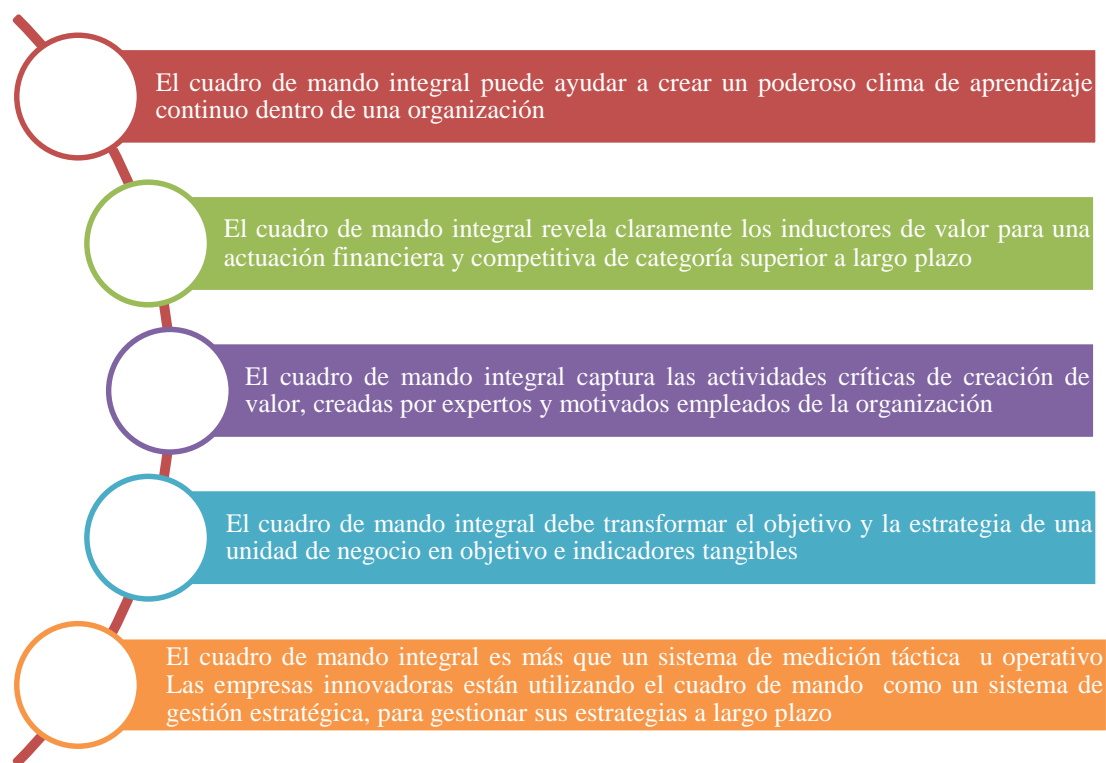 El cuadro de mando integral puede ayudar a crear un poderoso clima de aprendizaje
continuo dentro de una organización
El cuadro de mando integral revela claramente los inductores de valor para una
actuación financiera y competitiva de categoría superior a largo plazo
El cuadro de mando integral captura las actividades críticas de creación de
valor, creadas por expertos y motivados empleados de la organización
El cuadro de mando integral debe transformar el objetivo y la estrategia de una
unidad de negocio en objetivo e indicadores tangibles
El cuadro de mando integral es más que un sistema de medición táctica u operativo
Las empresas innovadoras están utilizando el cuadro de mando como un sistema de
gestión estratégica, para gestionar sus estrategias a largo plazo